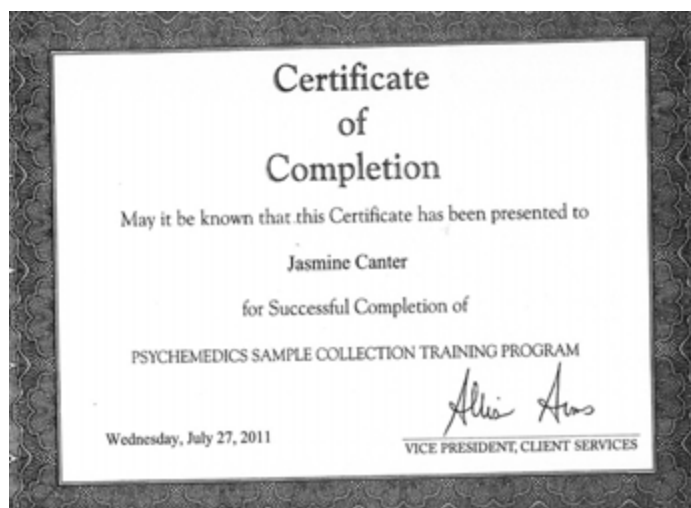 Certificate
of
Completion
May it be known that this Certificate has been presented to
Jasmine Canter
for Successful Completion of
PSYCHEMEDICS SAMPLE COLLECTION TRAINING PROGRAM
Wednesday, July 27, 2011
VICE PRESIDENT, CLIENT SERVICES